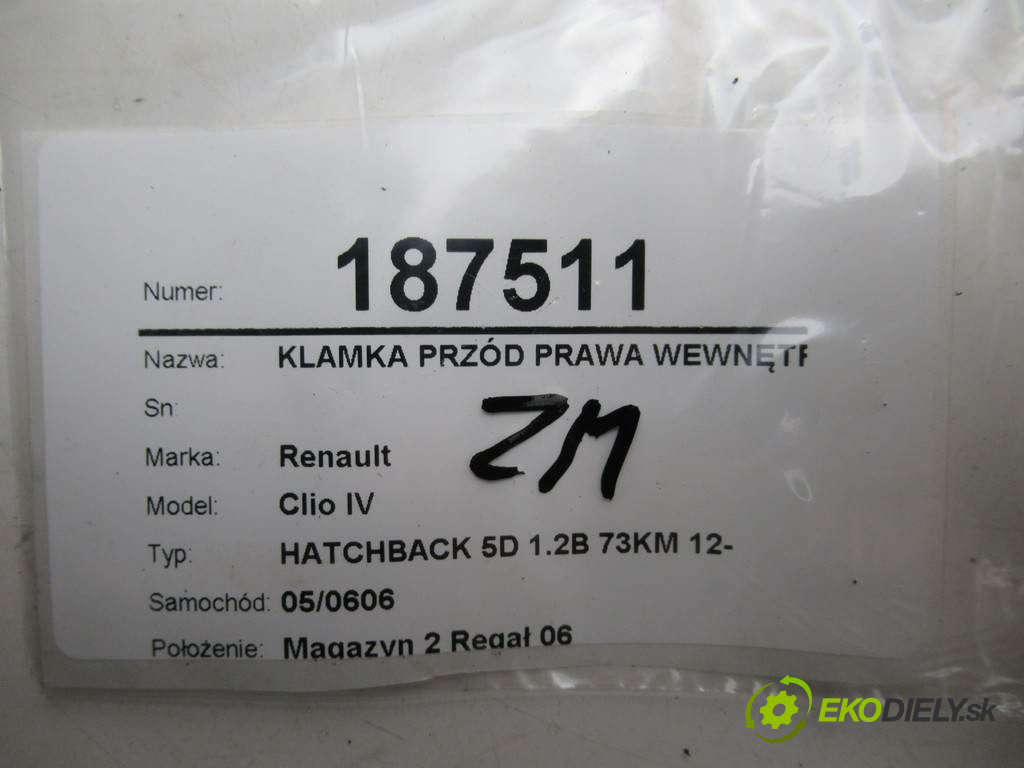 Numer: 187511
Nazwa: KLAMKA PRZÓD PRAWA WEWNĘTR
Sn:
ZM
Marka: Renault
Model: Clio IV
Typ: HATCHBACK 5D 1.2B 73KM 12-
Samochód: 05/0606
Położenie: Magazyn 2 Regał 06
EKODIELY.sk